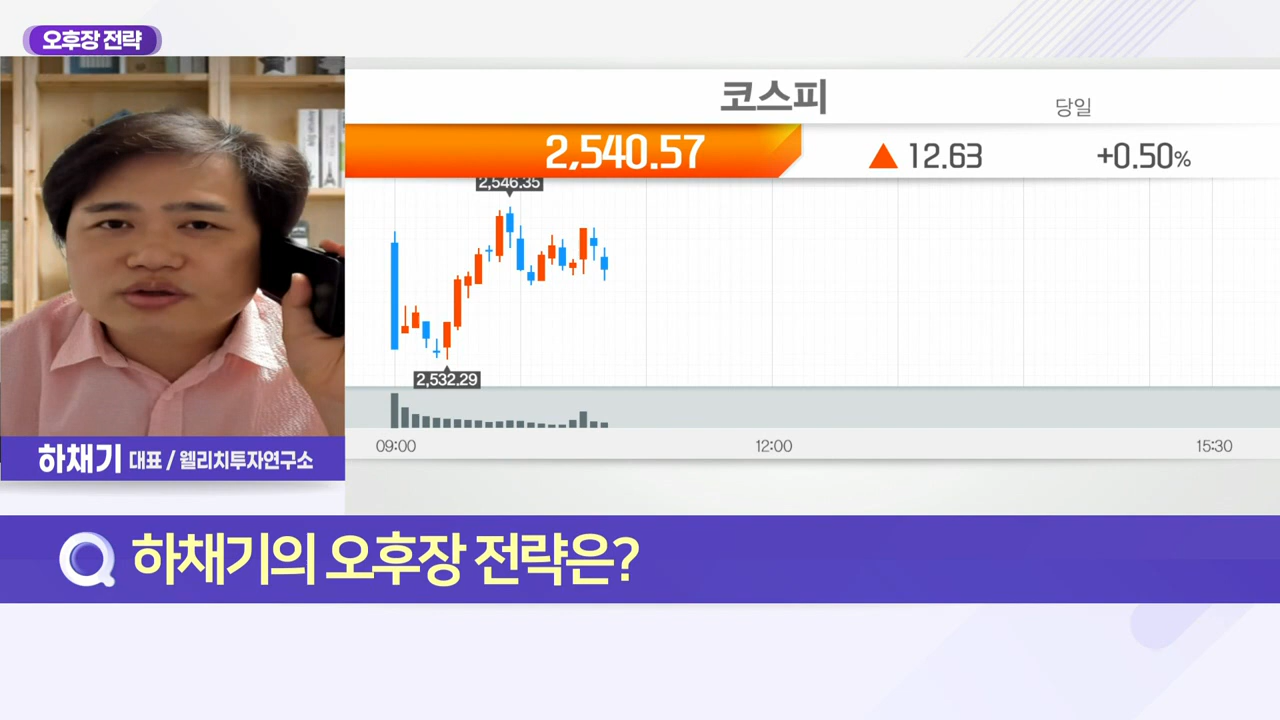 오후장 전략
코스피
당일
2,540.57
▲ 12.63
+0.50%
2,546.35
2,532.29
09:00
12:00
15:30
하채기 대표 / 웰리치투자연구소
하채기의 오후장 전략은?